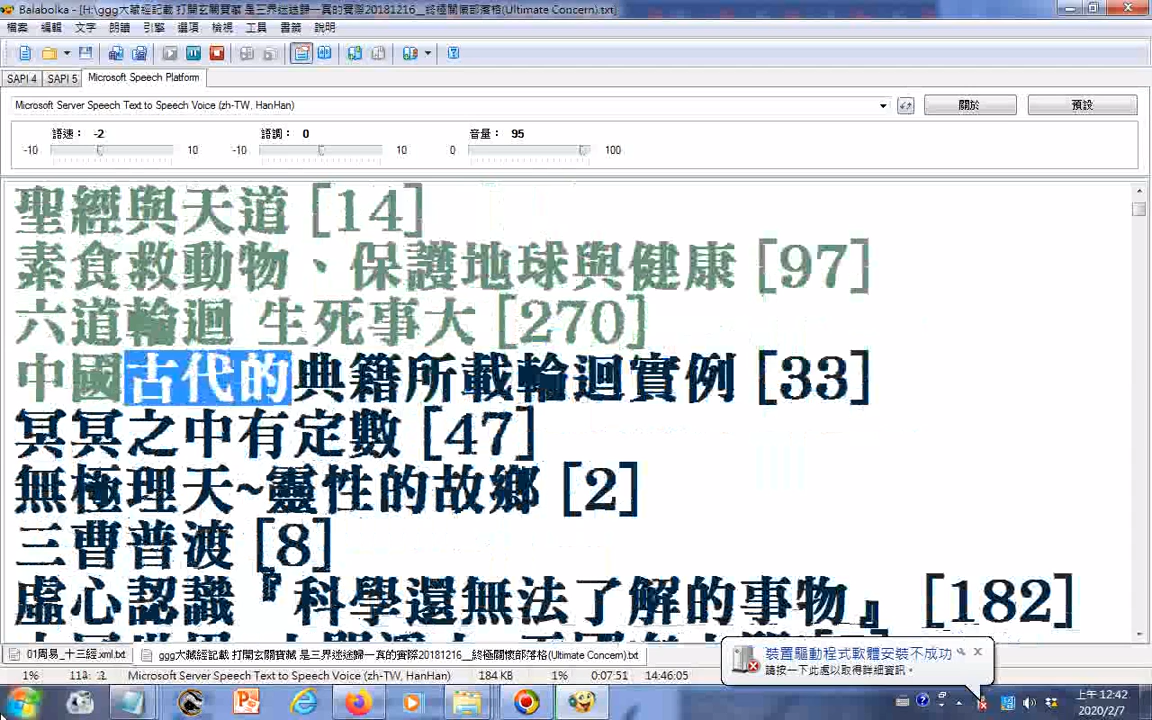 Balabolka - [H:\ggg大藏經記載 打開玄關寶藏 是三界迷途歸一真的實際20181216__終極關懷部落格(Ultimate Concern).txt]
檔案 編輯 文字 朗讀 引擎 選項 檢視 工具 書籤 說明
SAPI 4 SAPI 5 Microsoft Speech Platform
Microsoft Server Speech Text to Speech Voice (zh-TW, HanHan) 關於 預設
語速： -2 語調： 0 音量： 95
-10 10 -10 10 0 100
聖經與天道 [14]
素食救動物、保護地球與健康 [97]
六道輪迴 生死事大 [270]
中國古代的典籍所載輪迴實例 [33]
冥冥之中有定數 [47]
無極理天~靈性的故鄉 [2]
三曹普渡 [8]
虛心認識『科學還無法了解的事物』 [182]
裝置驅動程式軟體安裝不成功
請按一下此處以取得詳細資訊。
01周易_十三經.xml.txt ggg大藏經記載 打開玄關寶藏 是三界迷途歸一真的實際20181216__終極關懷部落格(Ultimate Concern).txt
1% 113: 2 Microsoft Server Speech Text to Speech Voice (zh-TW, HanHan) 184 KB 1% 0:07:51 14:46:05
上午 12:42
2020/2/7